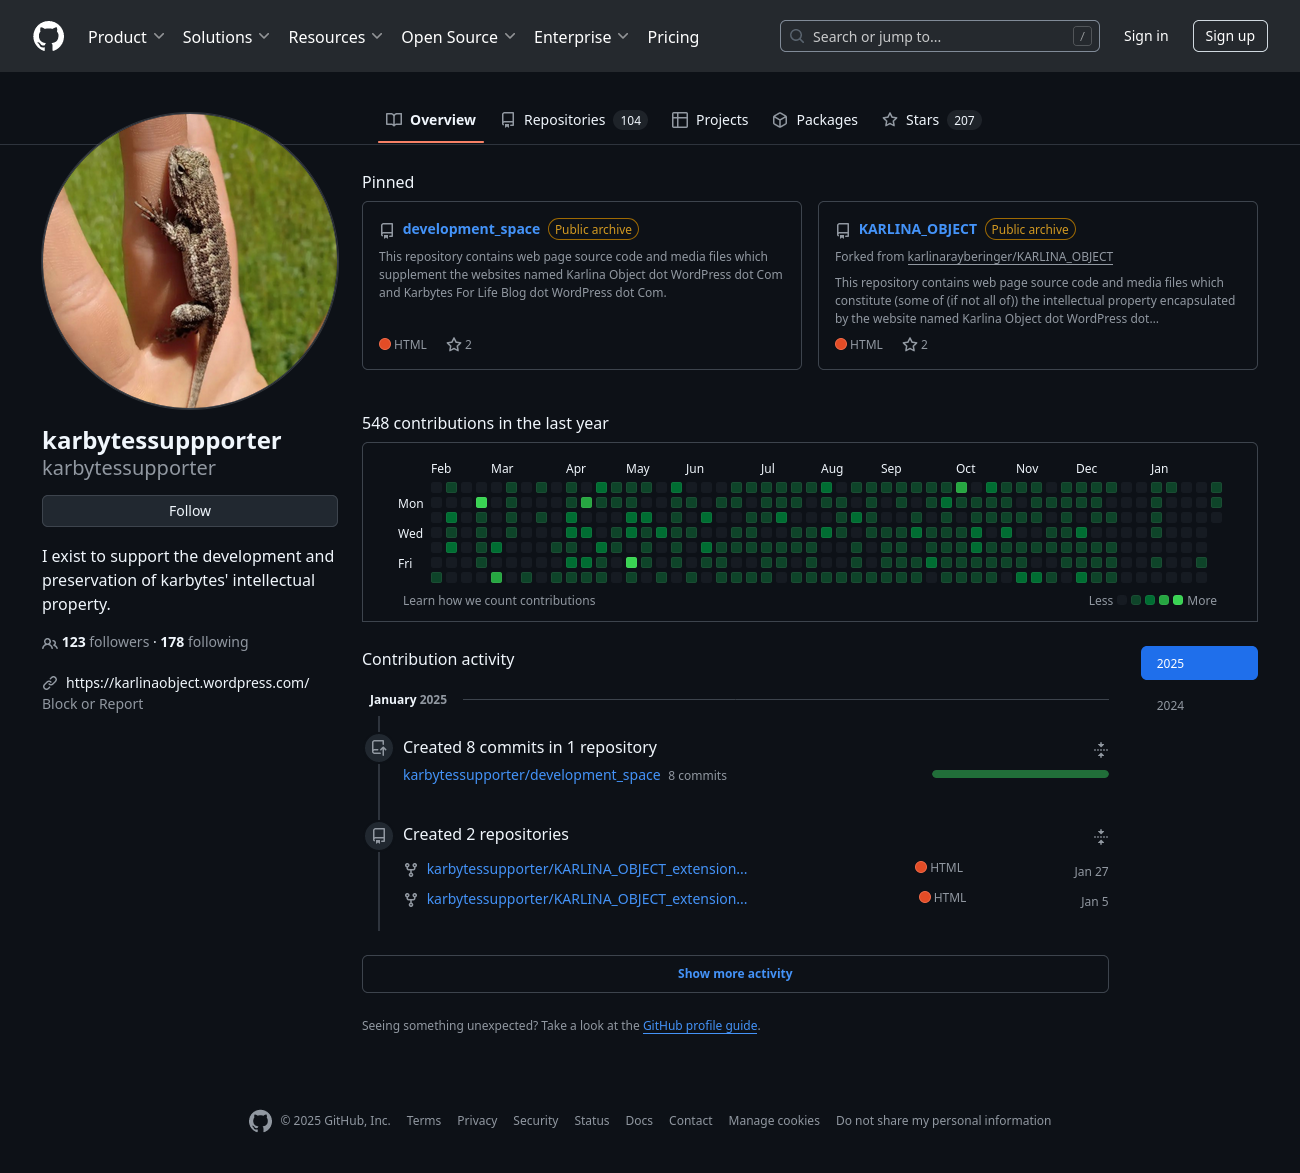 Product Solutions Resources Open Source Enterprise Pricing Search or jump to... / Sign in Sign up
Overview Repositories 104 Projects Packages Stars 207
karbytessuppporter
karbytessupporter
Follow
I exist to support the development and
preservation of karbytes' intellectual
property.
123 followers · 178 following
https://karlinaobject.wordpress.com/
Block or Report
Pinned
development_space Public archive
This repository contains web page source code and media files which
supplement the websites named Karlina Object dot WordPress dot Com
and Karbytes For Life Blog dot WordPress dot Com.
HTML 2
KARLINA_OBJECT Public archive
Forked from karlinarayberinger/KARLINA_OBJECT
This repository contains web page source code and media files which
constitute (some of (if not all of)) the intellectual property encapsulated
by the website named Karlina Object dot WordPress dot...
HTML 2
548 contributions in the last year
Feb Mar Apr May Jun Jul Aug Sep Oct Nov Dec Jan
Mon
Wed
Fri
Learn how we count contributions Less More
Contribution activity
2025
2024
January 2025
Created 8 commits in 1 repository
karbytessupporter/development_space 8 commits
Created 2 repositories
karbytessupporter/KARLINA_OBJECT_extension... HTML Jan 27
karbytessupporter/KARLINA_OBJECT_extension... HTML Jan 5
Show more activity
Seeing something unexpected? Take a look at the GitHub profile guide.
© 2025 GitHub, Inc. Terms Privacy Security Status Docs Contact Manage cookies Do not share my personal information